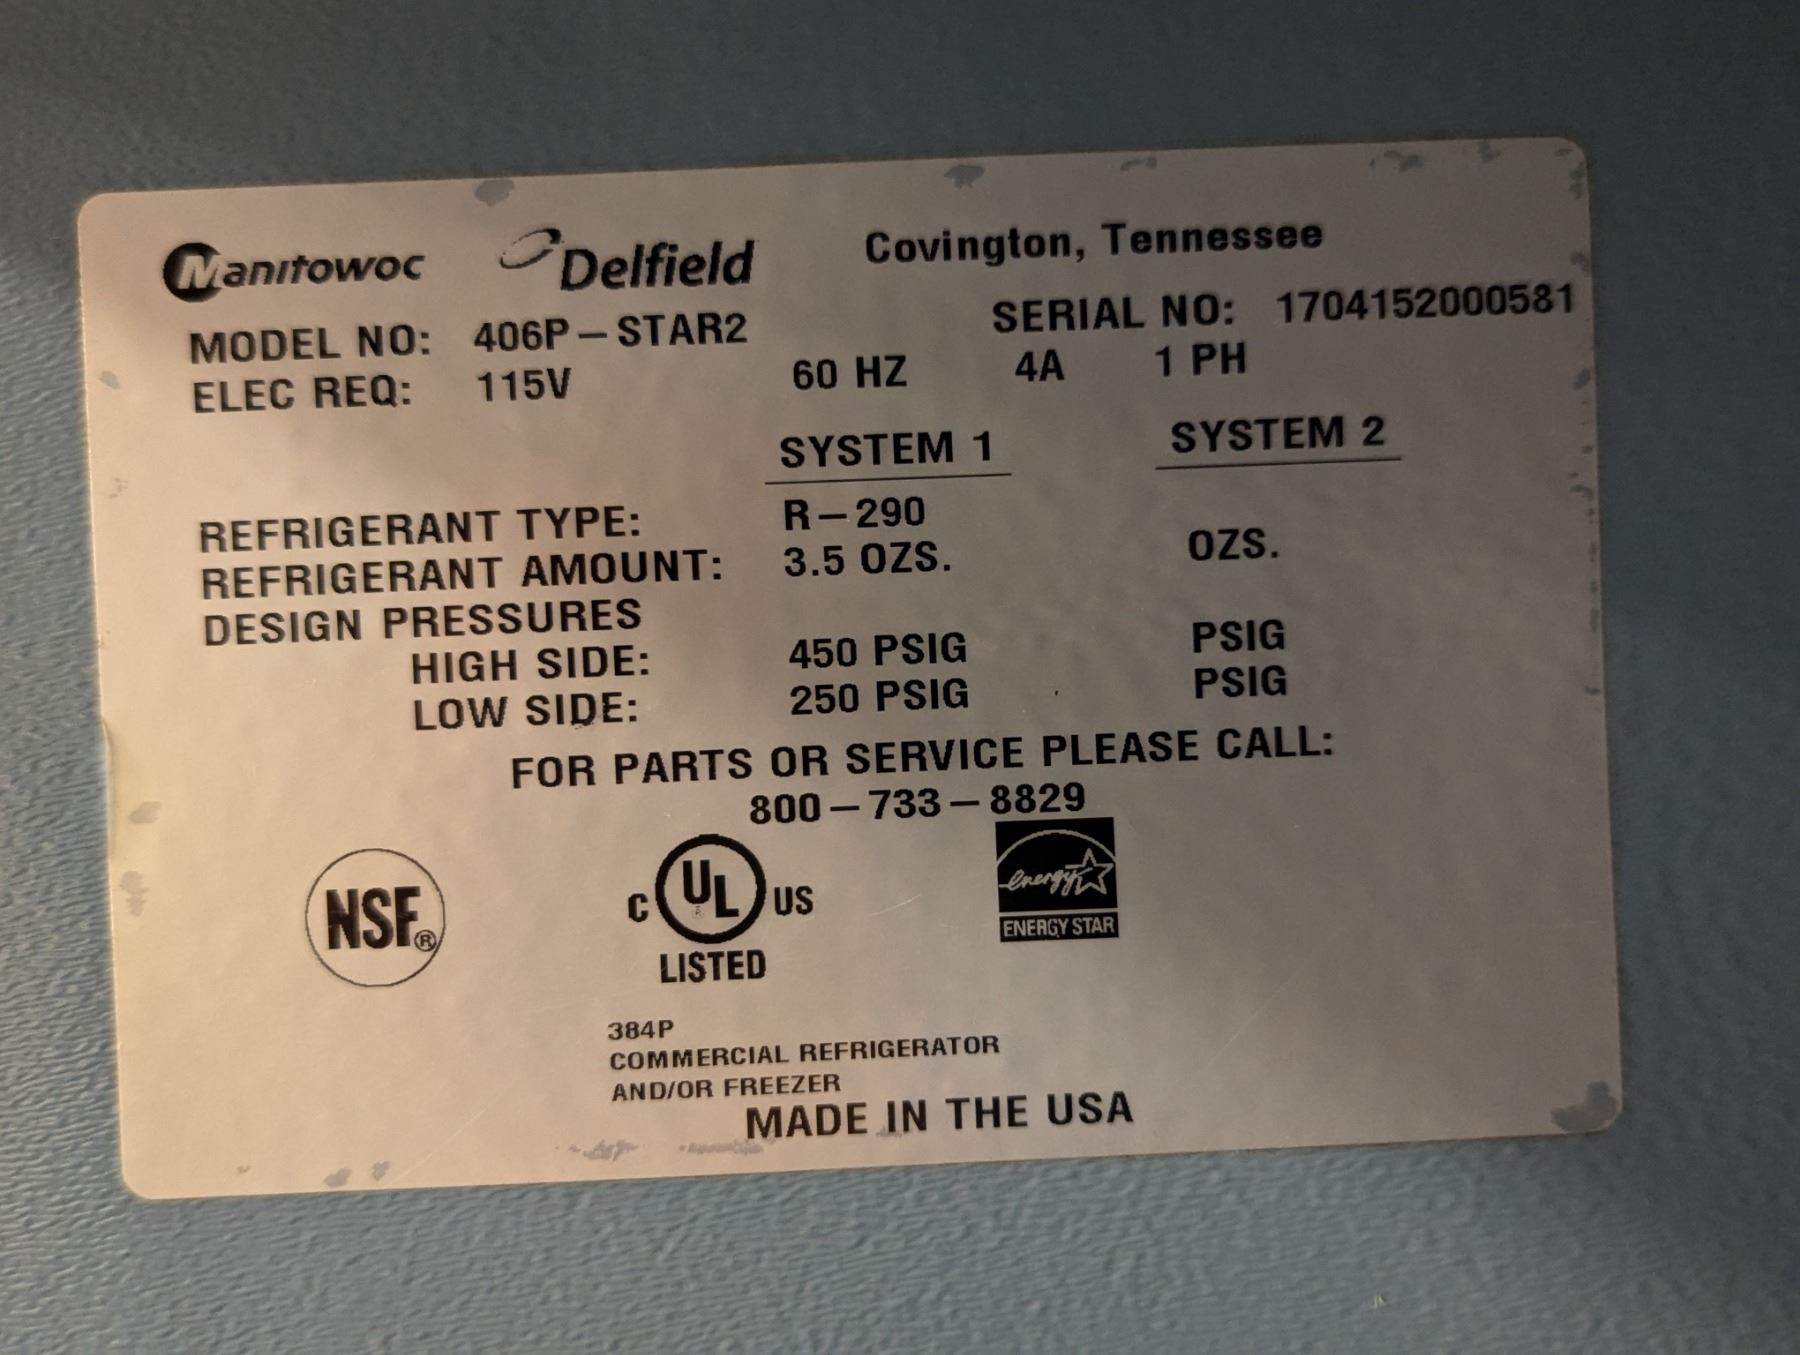 Manitowoc Delfield Covington, Tennessee
MODEL NO: 406P-STAR2 SERIAL NO: 1704152000581
ELEC REQ: 115V 60 HZ 4A 1 PH
SYSTEM 1 SYSTEM 2
REFRIGERANT TYPE: R-290
REFRIGERANT AMOUNT: 3.5 OZS. OZS.
DESIGN PRESSURES
HIGH SIDE: 450 PSIG PSIG
LOW SIDE: 250 PSIG PSIG
FOR PARTS OR SERVICE PLEASE CALL:
800-733-8829
NSF®
C UL® US
LISTED
energy
ENERGY STAR
384P
COMMERCIAL REFRIGERATOR
AND/OR FREEZER
MADE IN THE USA